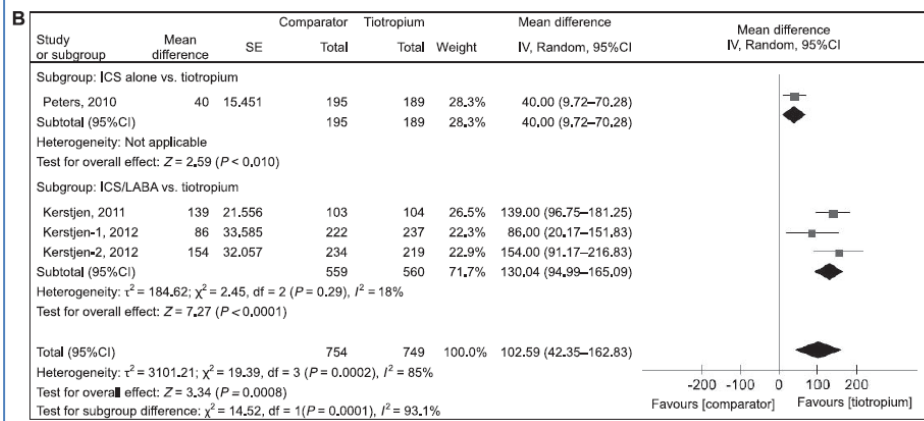 B
Comparator Tiotropium Mean difference Mean difference
Study or subgroup Mean difference SE Total Total Weight IV, Random, 95%CI IV, Random, 95%CI
Subgroup: ICS alone vs. tiotropium
Peters, 2010 40 15.451 195 189 28.3% 40.00 (9.72–70.28)
Subtotal (95%CI) 195 189 28.3% 40.00 (9.72–70.28)
Heterogeneity: Not applicable
Test for overall effect: Z = 2.59 (P < 0.010)
Subgroup: ICS/LABA vs. tiotropium
Kerstjen, 2011 139 21.556 103 104 26.5% 139.00 (96.75–181.25)
Kerstjen-1, 2012 86 33.585 222 237 22.3% 86.00 (20.17–151.83)
Kerstjen-2, 2012 154 32.057 234 219 22.9% 154.00 (91.17–216.83)
Subtotal (95%CI) 559 560 71.7% 130.04 (94.99–165.09)
Heterogeneity: τ² = 184.62; χ² = 2.45, df = 2 (P = 0.29), I² = 18%
Test for overall effect: Z = 7.27 (P < 0.0001)
Total (95%CI) 754 749 100.0% 102.59 (42.35–162.83)
Heterogeneity: τ² = 3101.21; χ² = 19.39, df = 3 (P = 0.0002), I² = 85%
Test for overall effect: Z = 3.34 (P = 0.0008)
Test for subgroup difference: χ² = 14.52, df = 1(P = 0.0001), I² = 93.1%
-200 -100 0 100 200
Favours [comparator] Favours [tiotropium]